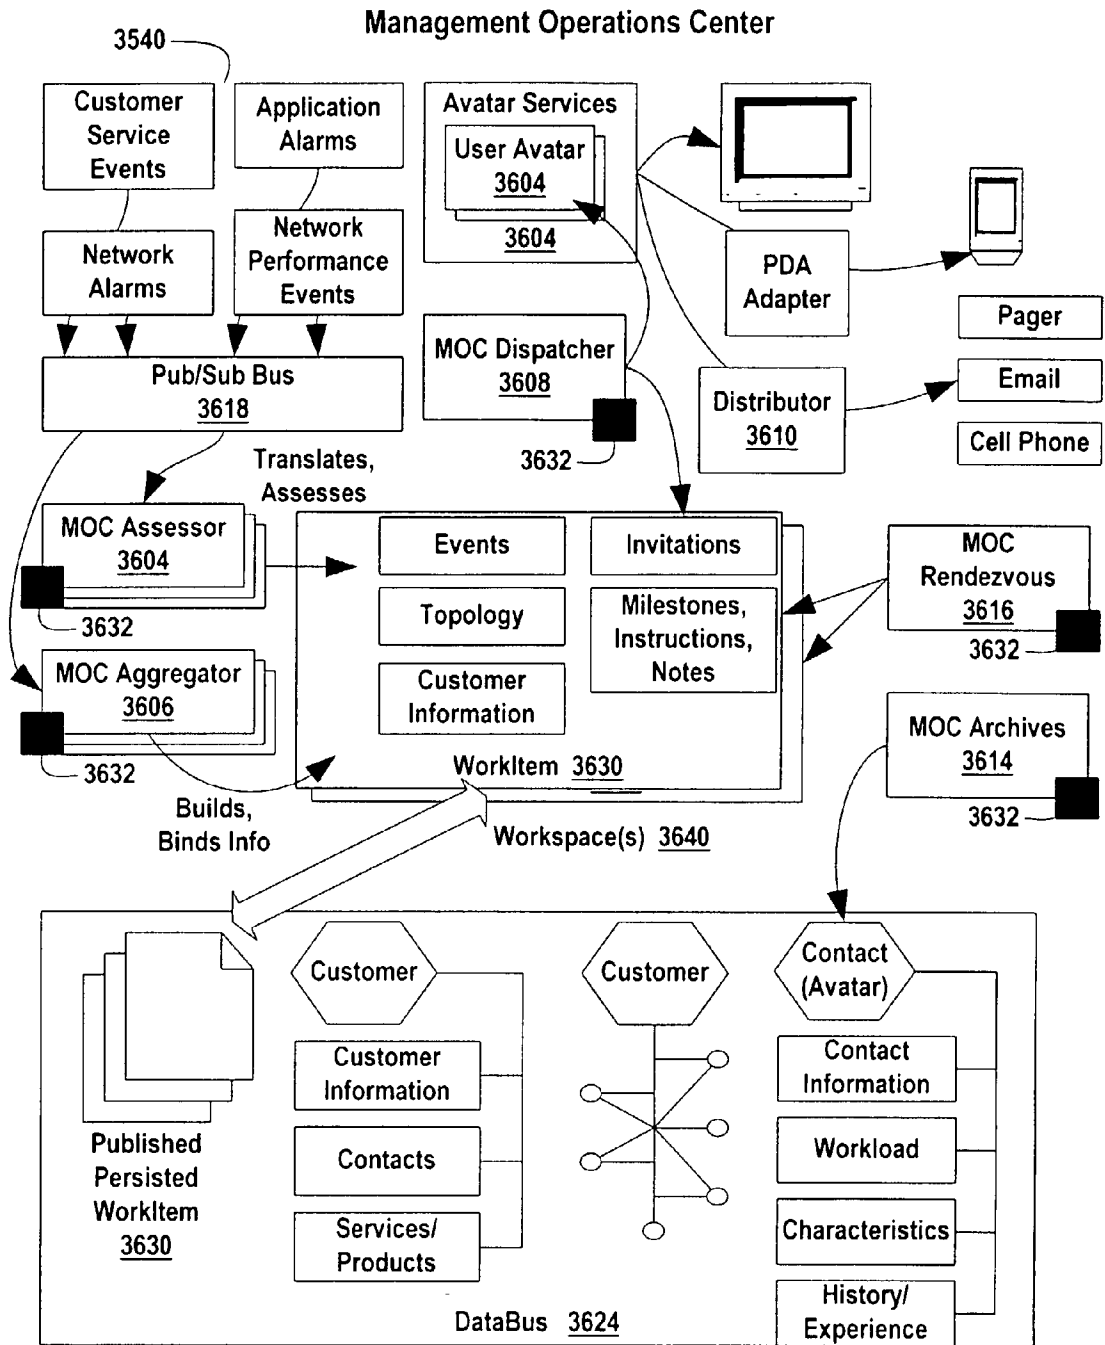 Management Operations Center
3540
Customer
Service
Events
Application
Alarms
Network
Alarms
Network
Performance
Events
Pub/Sub Bus
3618
Avatar Services
User Avatar
3604
3604
PDA
Adapter
MOC Dispatcher
3608
3632
Distributor
3610
Pager
Email
Cell Phone
Translates,
Assesses
MOC Assessor
3604
3632
MOC Aggregator
3606
3632
Builds,
Binds Info
Events
Topology
Customer
Information
Invitations
Milestones,
Instructions,
Notes
WorkItem 3630
Workspace(s) 3640
MOC
Rendezvous
3616
3632
MOC Archives
3614
3632
Published
Persisted
WorkItem
3630
Customer
Customer
Information
Contacts
Services/
Products
Customer
Contact
(Avatar)
Contact
Information
Workload
Characteristics
History/
Experience
DataBus 3624